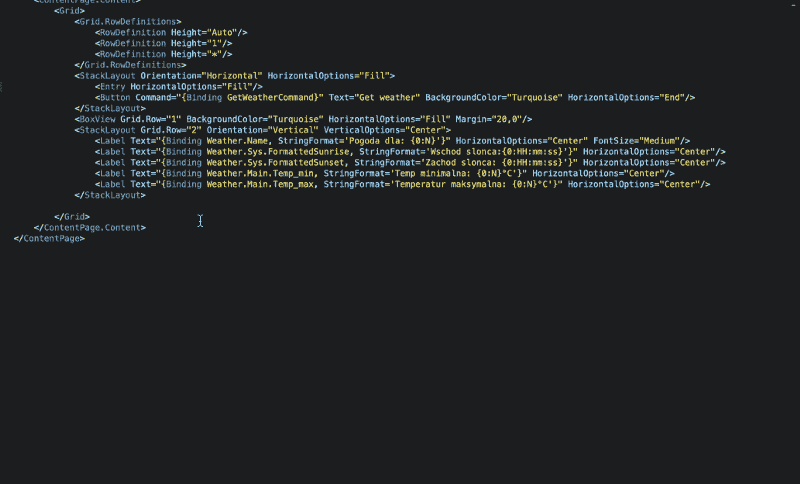 <ContentPage.Content>
<Grid>
<Grid.RowDefinitions>
<RowDefinition Height="Auto"/>
<RowDefinition Height="1"/>
<RowDefinition Height="*"/>
</Grid.RowDefinitions>
<StackLayout Orientation="Horizontal" HorizontalOptions="Fill">
<Entry HorizontalOptions="Fill"/>
<Button Command="{Binding GetWeatherCommand}" Text="Get weather" BackgroundColor="Turquoise" HorizontalOptions="End"/>
</StackLayout>
<BoxView Grid.Row="1" BackgroundColor="Turquoise" HorizontalOptions="Fill" Margin="20,0"/>
<StackLayout Grid.Row="2" Orientation="Vertical" VerticalOptions="Center">
<Label Text="{Binding Weather.Name, StringFormat='Pogoda dla: {0:N}'}" HorizontalOptions="Center" FontSize="Medium"/>
<Label Text="{Binding Weather.Sys.FormattedSunrise, StringFormat='Wschod slonca:{0:HH:mm:ss}'}" HorizontalOptions="Center"/>
<Label Text="{Binding Weather.Sys.FormattedSunset, StringFormat='Zachod slonca: {0:HH:mm:ss}'}" HorizontalOptions="Center"/>
<Label Text="{Binding Weather.Main.Temp_min, StringFormat='Temp minimalna: {0:N}°C'}" HorizontalOptions="Center"/>
<Label Text="{Binding Weather.Main.Temp_max, StringFormat='Temperatur maksymalna: {0:N}°C'}" HorizontalOptions="Center"/>
</StackLayout>
</Grid>
</ContentPage.Content>
</ContentPage>